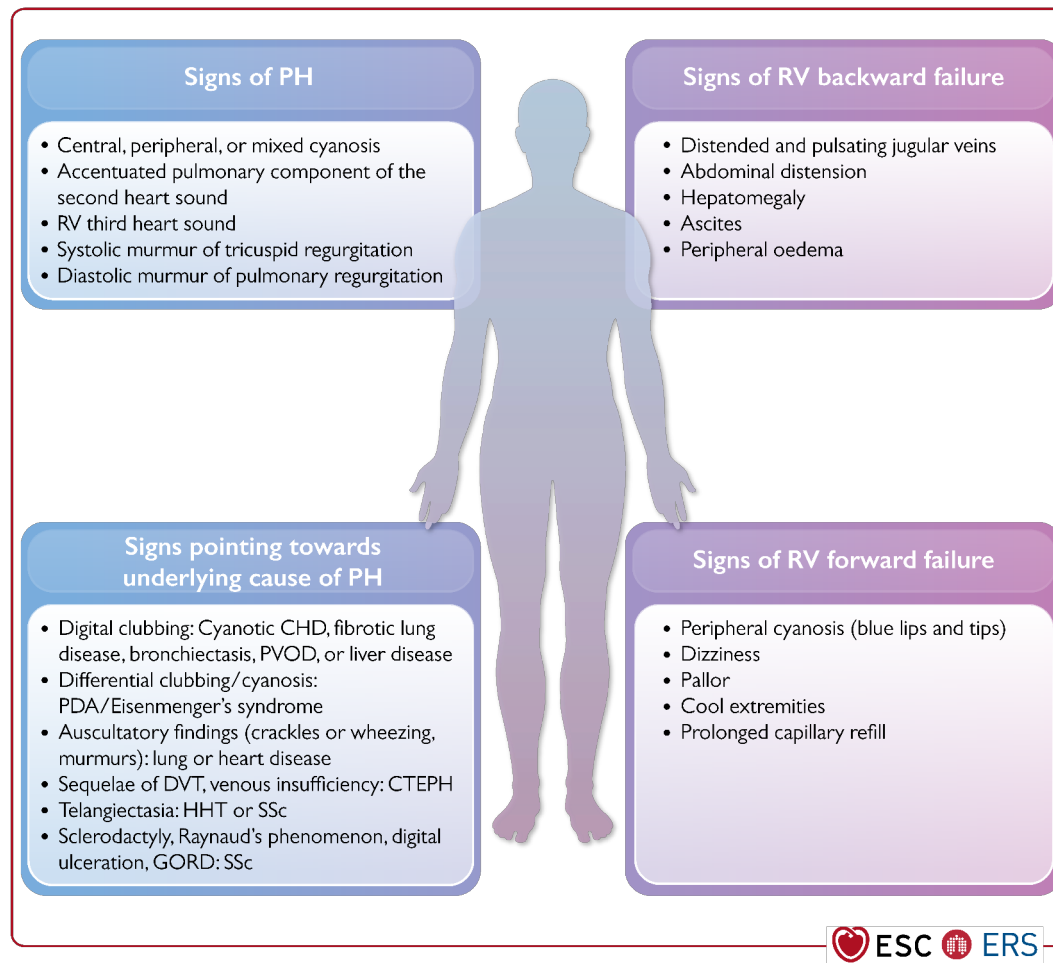 Signs of PH
• Central, peripheral, or mixed cyanosis
• Accentuated pulmonary component of the
second heart sound
• RV third heart sound
• Systolic murmur of tricuspid regurgitation
• Diastolic murmur of pulmonary regurgitation
Signs of RV backward failure
• Distended and pulsating jugular veins
• Abdominal distension
• Hepatomegaly
• Ascites
• Peripheral oedema
Signs pointing towards
underlying cause of PH
• Digital clubbing: Cyanotic CHD, fibrotic lung
disease, bronchiectasis, PVOD, or liver disease
• Differential clubbing/cyanosis:
PDA/Eisenmenger's syndrome
• Auscultatory findings (crackles or wheezing,
murmurs): lung or heart disease
• Sequelae of DVT, venous insufficiency: CTEPH
• Telangiectasia: HHT or SSc
• Sclerodactyly, Raynaud's phenomenon, digital
ulceration, GORD: SSc
Signs of RV forward failure
• Peripheral cyanosis (blue lips and tips)
• Dizziness
• Pallor
• Cool extremities
• Prolonged capillary refill
ESC ERS